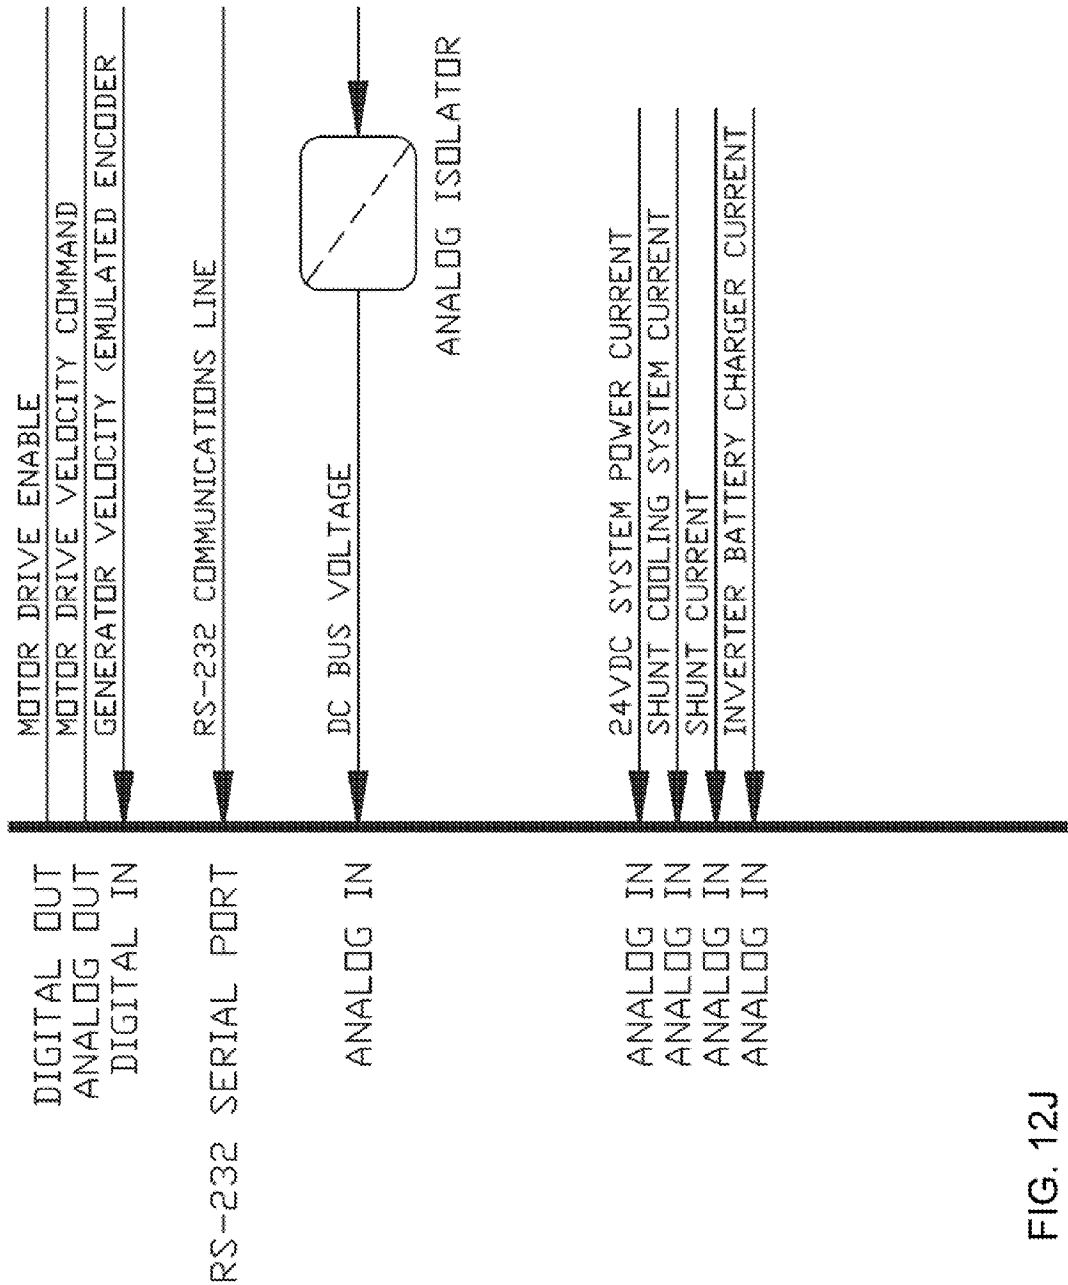 DIGITAL OUT
MOTOR DRIVE ENABLE
ANALOG OUT
MOTOR DRIVE VELOCITY COMMAND
DIGITAL IN
GENERATOR VELOCITY (EMULATED ENCODER
RS-232 SERIAL PORT
RS-232 COMMUNICATIONS LINE
ANALOG IN
DC BUS VOLTAGE
ANALOG ISOLATOR
ANALOG IN
24VDC SYSTEM POWER CURRENT
ANALOG IN
SHUNT COOLING SYSTEM CURRENT
ANALOG IN
SHUNT CURRENT
ANALOG IN
INVERTER BATTERY CHARGER CURRENT
FIG. 12J